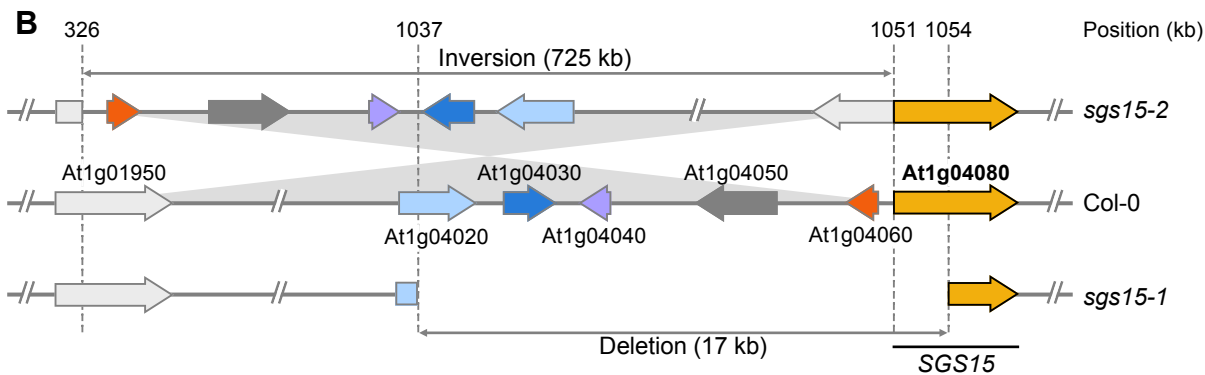 B
326 1037 1051 1054 Position (kb)
Inversion (725 kb)
sgs15-2
At1g01950 At1g04030 At1g04050 At1g04080
Col-0
At1g04020 At1g04040 At1g04060
sgs15-1
Deletion (17 kb)
SGS15